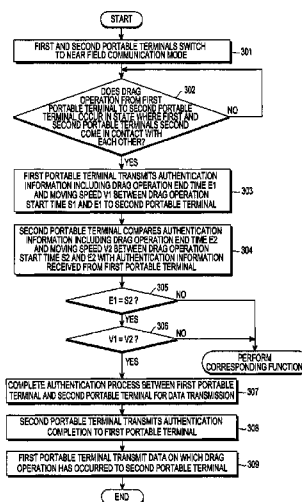 START
FIRST AND SECOND PORTABLE TERMINALS SWITCH
TO NEAR FIELD COMMUNICATION MODE
301
302
DOES DRAG
OPERATION FROM FIRST
PORTABLE TERMINAL TO SECOND PORTABLE
TERMINAL OCCUR IN STATE WHERE FIRST AND
SECOND PORTABLE TERMINALS SECOND
COME IN CONTACT WITH
EACH OTHER?
NO
YES
FIRST PORTABLE TERMINAL TRANSMITS AUTHENTICATION
INFORMATION INCLUDING DRAG OPERATION END TIME E1
AND MOVING SPEED V1 BETWEEN DRAG OPERATION
START TIME S1 AND E1 TO SECOND PORTABLE TERMINAL
303
SECOND PORTABLE TERMINAL COMPARES AUTHENTICATION
INFORMATION INCLUDING DRAG OPERATION END TIME E2
AND MOVING SPEED V2 BETWEEN DRAG OPERATION
START TIME S2 AND E2 WITH AUTHENTICATION INFORMATION
RECEIVED FROM FIRST PORTABLE TERMINAL
304
305
E1 = S2 ?
NO
YES
306
V1 = V2 ?
NO
YES
PERFORM
CORRESPONDING FUNCTION
COMPLETE AUTHENTICATION PROCESS BETWEEN FIRST PORTABLE
TERMINAL AND SECOND PORTABLE TERMINAL FOR DATA TRANSMISSION
307
SECOND PORTABLE TERMINAL TRANSMITS AUTHENTICATION
COMPLETION TO FIRST PORTABLE TERMINAL
308
FIRST PORTABLE TERMINAL TRANSMIT DATA ON WHICH DRAG
OPERATION HAS OCCURRED TO SECOND PORTABLE TERMINAL
309
END